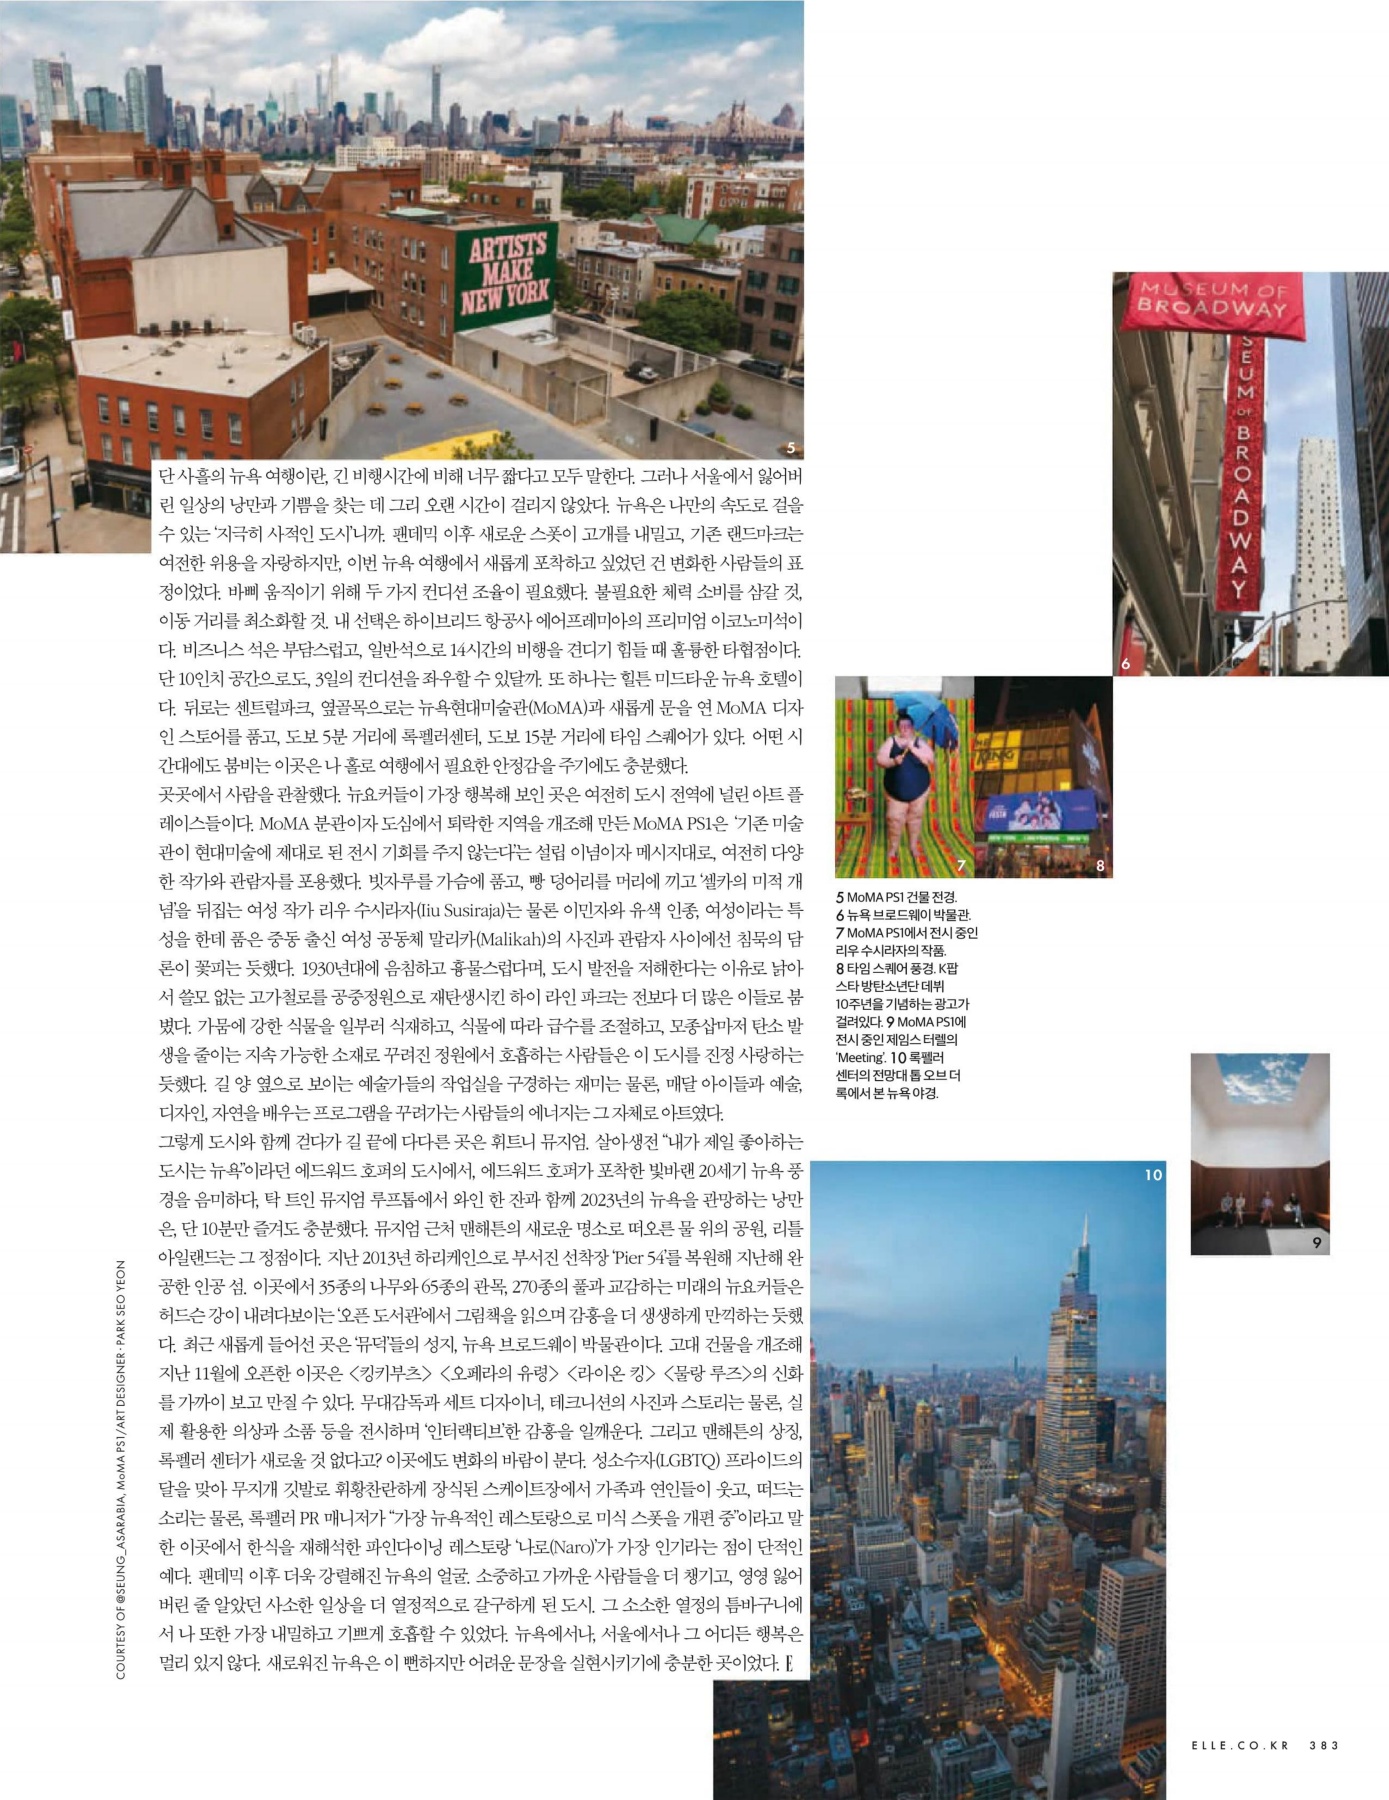 ARTISTS
MAKE
NEW YORK
5
MUSEUM OF
BROADWAY
SEUM OF BROADWAY
6
단 사흘의 뉴욕 여행이란, 긴 비행시간에 비해 너무 짧다고 모두 말한다. 그러나 서울에서 잃어버
린 일상의 낭만과 기쁨을 찾는 데 그리 오랜 시간이 걸리지 않았다. 뉴욕은 나만의 속도로 걸을
수 있는 ‘지극히 사적인 도시’니까. 팬데믹 이후 새로운 스폿이 고개를 내밀고, 기존 랜드마크는
여전한 위용을 자랑하지만, 이번 뉴욕 여행에서 새롭게 포착하고 싶었던 건 변화한 사람들의 표
정이었다. 바삐 움직이기 위해 두 가지 컨디션 조율이 필요했다. 불필요한 체력 소비를 삼갈 것,
이동 거리를 최소화할 것. 내 선택은 하이브리드 항공사 에어프레미아의 프리미엄 이코노미석이
다. 비즈니스 석은 부담스럽고, 일반석으로 14시간의 비행을 견디기 힘들 때 훌륭한 타협점이다.
단 10인치 공간으로도, 3일의 컨디션을 좌우할 수 있달까. 또 하나는 힐튼 미드타운 뉴욕 호텔이
다. 뒤로는 센트럴파크, 옆골목으로는 뉴욕현대미술관(MoMA)과 새롭게 문을 연 MoMA 디자
인 스토어를 품고, 도보 5분 거리에 록펠러센터, 도보 15분 거리에 타임 스퀘어가 있다. 어떤 시
간대에도 붐비는 이곳은 나 홀로 여행에서 필요한 안정감을 주기에도 충분했다.
곳곳에서 사람을 관찰했다. 뉴요커들이 가장 행복해 보인 곳은 여전히 도시 전역에 널린 아트 플
레이스들이다. MoMA 분관이자 도심에서 퇴락한 지역을 개조해 만든 MoMA PS1은 ‘기존 미술
관이 현대미술에 제대로 된 전시 기회를 주지 않는다’는 설립 이념이자 메시지대로, 여전히 다양
한 작가와 관람자를 포용했다. 빗자루를 가슴에 품고, 빵 덩어리를 머리에 끼고 ‘셀카의 미적 개
념’을 뒤집는 여성 작가 리우 수시라자(Iiu Susiraja)는 물론 이민자와 유색 인종, 여성이라는 특
성을 한데 품은 중동 출신 여성 공동체 말리카(Malikah)의 사진과 관람자 사이에선 침묵의 담
론이 꽃피는 듯했다. 1930년대에 음침하고 흉물스럽다며, 도시 발전을 저해한다는 이유로 낡아
서 쓸모 없는 고가철로를 공중정원으로 재탄생시킨 하이 라인 파크는 전보다 더 많은 이들로 붐
볐다. 가뭄에 강한 식물을 일부러 식재하고, 식물에 따라 급수를 조절하고, 모종삽마저 탄소 발
생을 줄이는 지속 가능한 소재로 꾸려진 정원에서 호흡하는 사람들은 이 도시를 진정 사랑하는
듯했다. 길 양 옆으로 보이는 예술가들의 작업실을 구경하는 재미는 물론, 매달 아이들과 예술,
디자인, 자연을 배우는 프로그램을 꾸려가는 사람들의 에너지는 그 자체로 아트였다.
그렇게 도시와 함께 걷다가 길 끝에 다다른 곳은 휘트니 뮤지엄. 살아생전 “내가 제일 좋아하는
도시는 뉴욕”이라던 에드워드 호퍼의 도시에서, 에드워드 호퍼가 포착한 빛바랜 20세기 뉴욕 풍
경을 음미하다, 탁 트인 뮤지엄 루프톱에서 와인 한 잔과 함께 2023년의 뉴욕을 관망하는 낭만
은, 단 10분만 즐겨도 충분했다. 뮤지엄 근처 맨해튼의 새로운 명소로 떠오른 물 위의 공원, 리틀
아일랜드는 그 정점이다. 지난 2013년 하리케인으로 부서진 선착장 ‘Pier 54’를 복원해 지난해 완
공한 인공 섬. 이곳에서 35종의 나무와 65종의 관목, 270종의 풀과 교감하는 미래의 뉴요커들은
허드슨 강이 내려다보이는 ‘오픈 도서관’에서 그림책을 읽으며 감흥을 더 생생하게 만끽하는 듯했
다. 최근 새롭게 들어선 곳은 ‘뮤덕’들의 성지, 뉴욕 브로드웨이 박물관이다. 고대 건물을 개조해
지난 11월에 오픈한 이곳은 <킹키부츠> <오페라의 유령> <라이온 킹> <물랑 루즈>의 신화
를 가까이 보고 만질 수 있다. 무대감독과 세트 디자이너, 테크니션의 사진과 스토리는 물론, 실
제 활용한 의상과 소품 등을 전시하며 ‘인터랙티브’한 감흥을 일깨운다. 그리고 맨해튼의 상징,
록펠러 센터가 새로울 것 없다고? 이곳에도 변화의 바람이 분다. 성소수자(LGBTQ) 프라이드의
달을 맞아 무지개 깃발로 휘황찬란하게 장식된 스케이트장에서 가족과 연인들이 웃고, 떠드는
소리는 물론, 록펠러 PR 매니저가 “가장 뉴욕적인 레스토랑으로 미식 스폿을 개편 중”이라고 말
한 이곳에서 한식을 재해석한 파인다이닝 레스토랑 ‘나로(Naro)’가 가장 인기라는 점이 단적인
예다. 팬데믹 이후 더욱 강렬해진 뉴욕의 얼굴. 소중하고 가까운 사람들을 더 챙기고, 영영 잃어
버린 줄 알았던 사소한 일상을 더 열정적으로 갈구하게 된 도시. 그 소소한 열정의 틈바구니에
서 나 또한 가장 내밀하고 기쁘게 호흡할 수 있었다. 뉴욕에서나, 서울에서나 그 어디든 행복은
멀리 있지 않다. 새로워진 뉴욕은 이 뻔하지만 어려운 문장을 실현시키기에 충분한 곳이었다. E
7
8
5 MoMA PS1 건물 전경.
6 뉴욕 브로드웨이 박물관.
7 MoMA PS1에서 전시 중인
리우 수시라자의 작품.
8 타임 스퀘어 풍경. K팝
스타 방탄소년단 데뷔
10주년을 기념하는 광고가
걸려있다. 9 MoMA PS1에
전시 중인 제임스 터렐의
‘Meeting’. 10 록펠러
센터의 전망대 톱 오브 더
록에서 본 뉴욕 야경.
9
10
COURTESY OF @SEUNG_ASARABIA, MoMA PS1/ART DESIGNER · PARK SEO YEON
ELLE.CO.KR 383